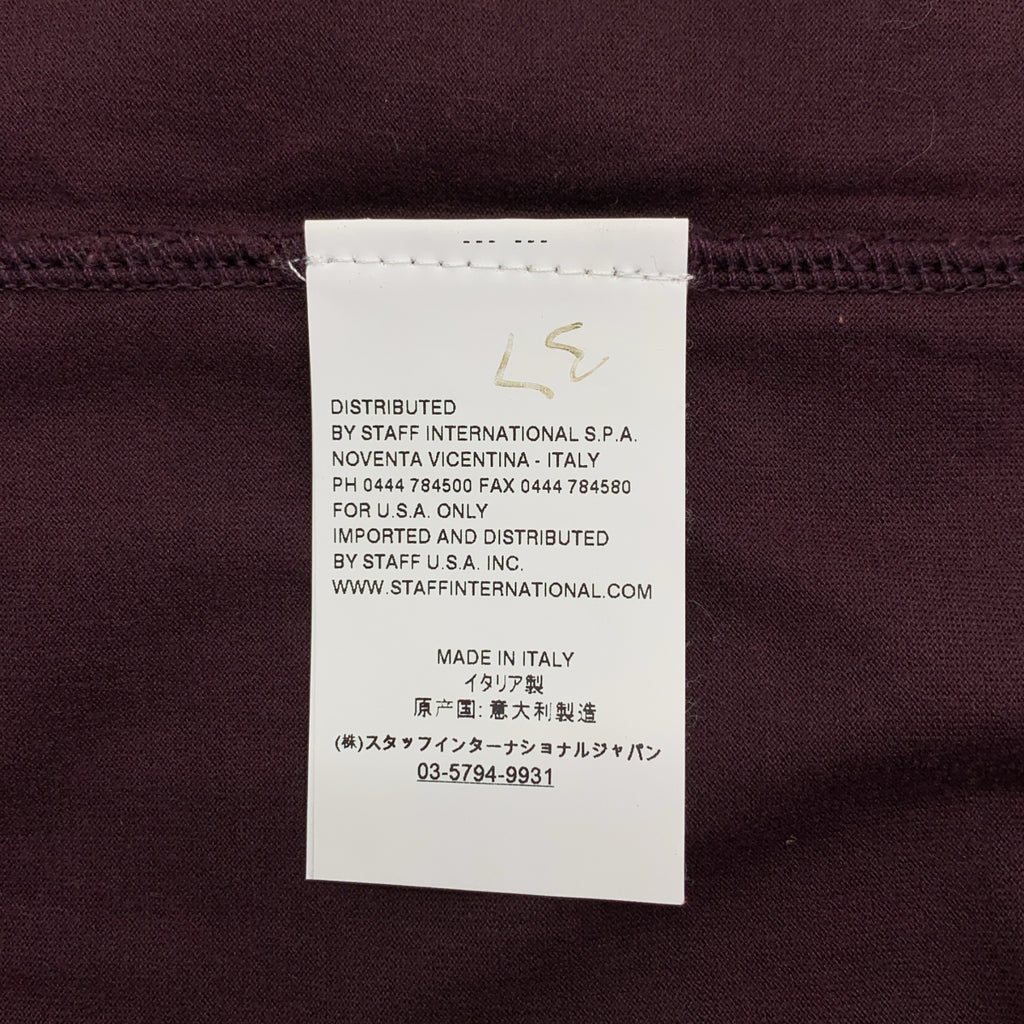 --- ---
DISTRIBUTED
BY STAFF INTERNATIONAL S.P.A.
NOVENTA VICENTINA - ITALY
PH 0444 784500 FAX 0444 784580
FOR U.S.A. ONLY
IMPORTED AND DISTRIBUTED
BY STAFF U.S.A. INC.
WWW.STAFFINTERNATIONAL.COM
MADE IN ITALY
イタリア製
原产国: 意大利製造
(株)スタッフインターナショナルジャパン
03-5794-9931